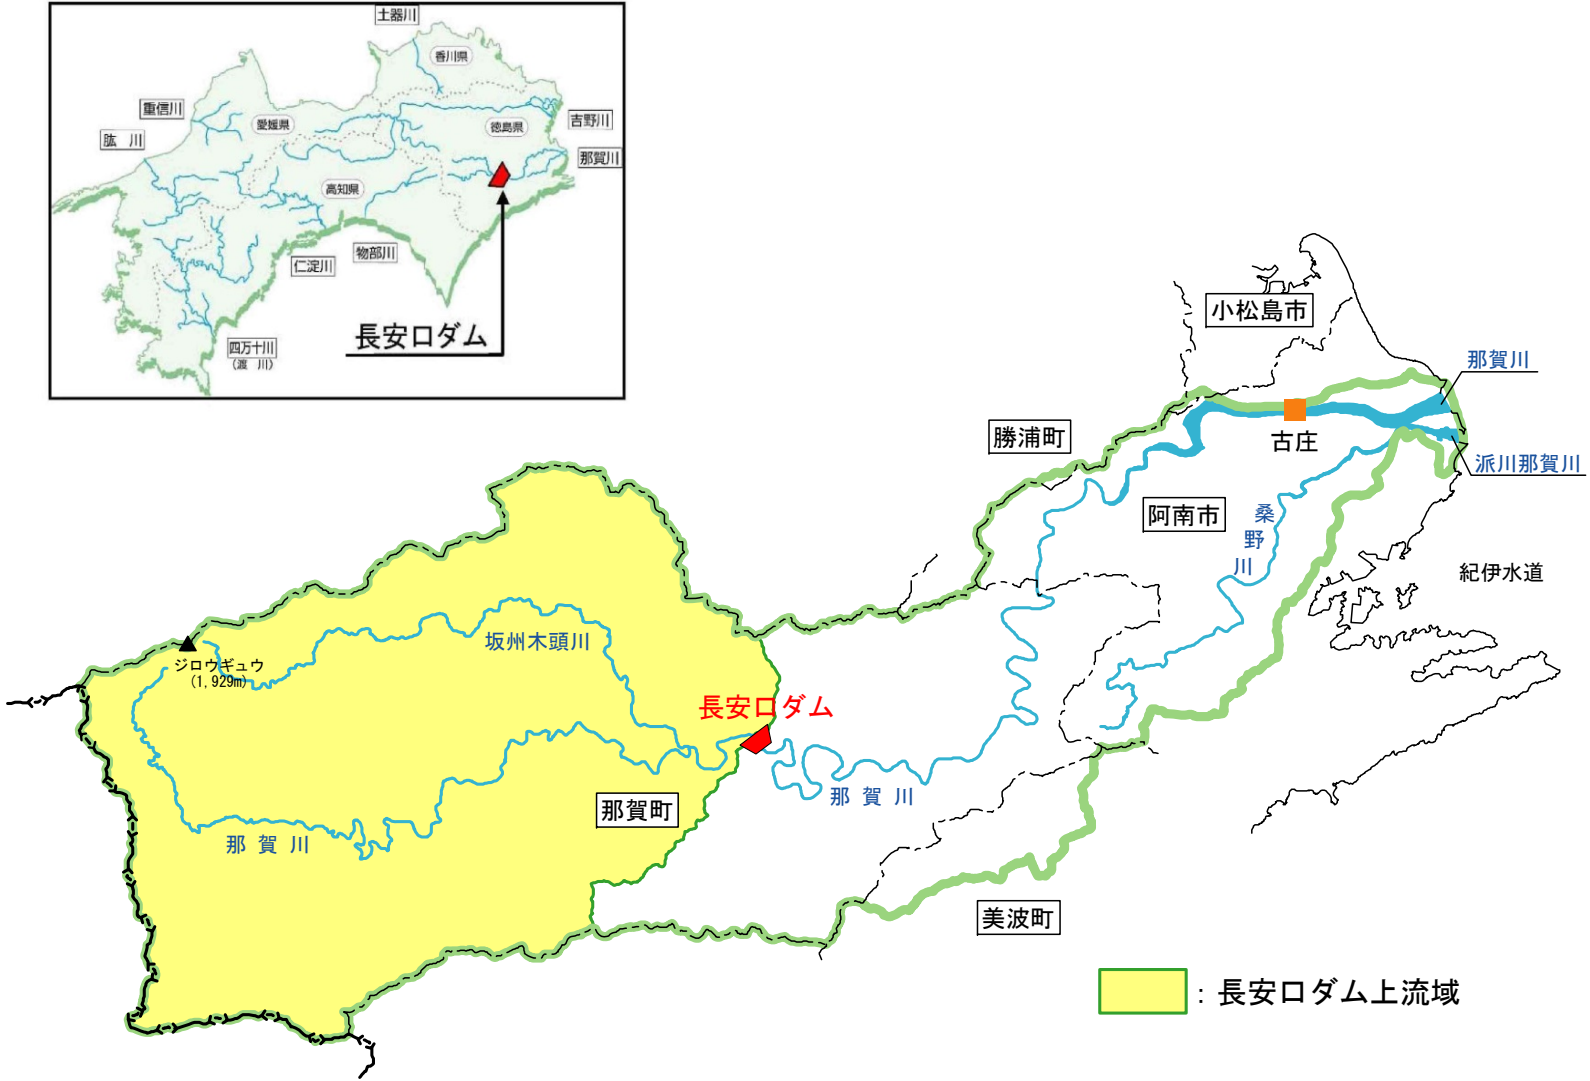 土器川
香川県
重信川
愛媛県
徳島県
吉野川
肱 川
那賀川
高知県
物部川
仁淀川
長安口ダム
四万十川
(渡 川)
小松島市
那賀川
勝浦町
古庄
派川那賀川
阿南市
桑野川
紀伊水道
坂州木頭川
ジロウギュウ
(1,929m)
長安口ダム
那賀町
那 賀 川
那 賀 川
美波町
：長安口ダム上流域